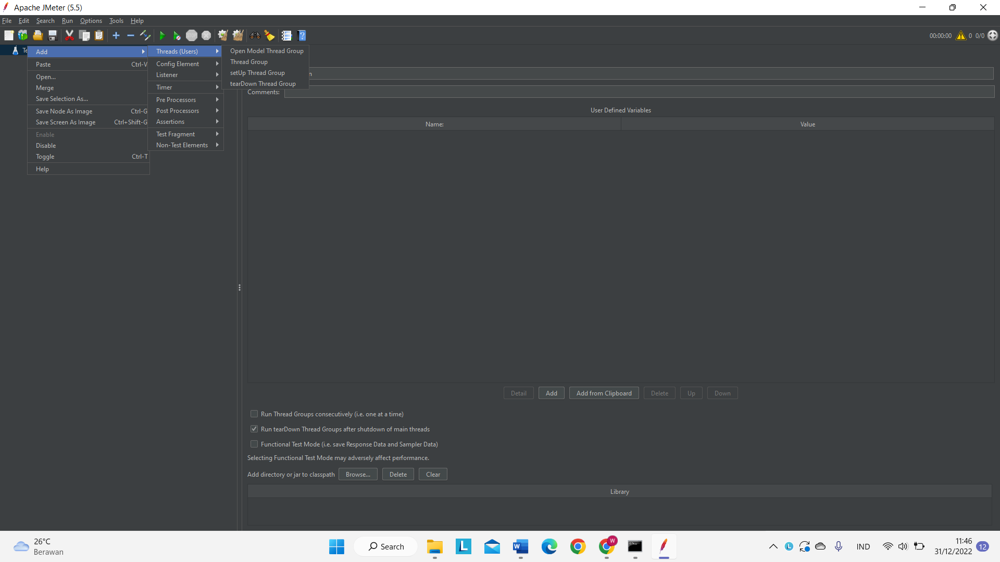 Apache JMeter (5.5)
File Edit Search Run Options Tools Help
00:00:00 0 0/0
Te
Add
Paste Ctrl-V
Open...
Merge
Save Selection As...
Save Node As Image Ctrl-G
Save Screen As Image Ctrl+Shift-G
Enable
Disable
Toggle Ctrl-T
Help
Threads (Users)
Config Element
Listener
Timer
Pre Processors
Post Processors
Assertions
Test Fragment
Non-Test Elements
Open Model Thread Group
Thread Group
setUp Thread Group
tearDown Thread Group
n
Comments:
User Defined Variables
Name: Value
Detail Add Add from Clipboard Delete Up Down
Run Thread Groups consecutively (i.e. one at a time)
Run tearDown Thread Groups after shutdown of main threads
Functional Test Mode (i.e. save Response Data and Sampler Data)
Selecting Functional Test Mode may adversely affect performance.
Add directory or jar to classpath Browse... Delete Clear
Library
26°C
Berawan
Search
L
W
W
L
IND
11:46
31/12/2022
12